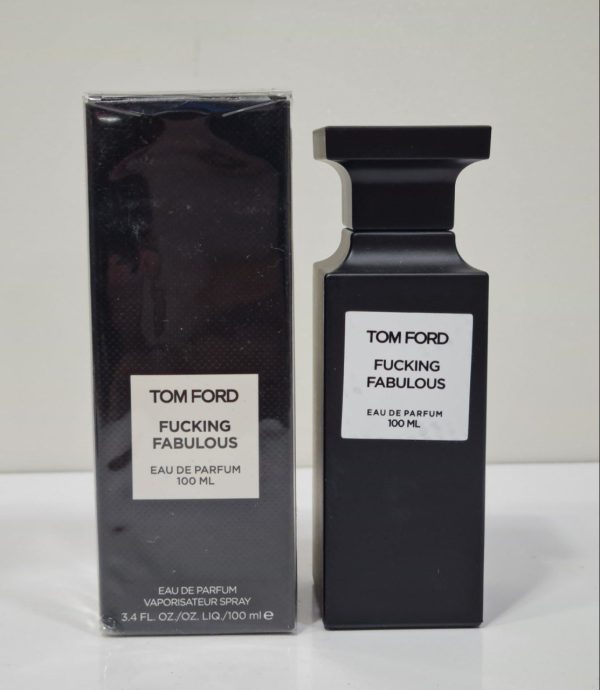 TOM FORD
FUCKING
FABULOUS
EAU DE PARFUM
100 ML
EAU DE PARFUM
VAPORISATEUR SPRAY
3.4 FL. OZ./OZ. LIQ./100 ml ℮
TOM FORD
FUCKING
FABULOUS
EAU DE PARFUM
100 ML